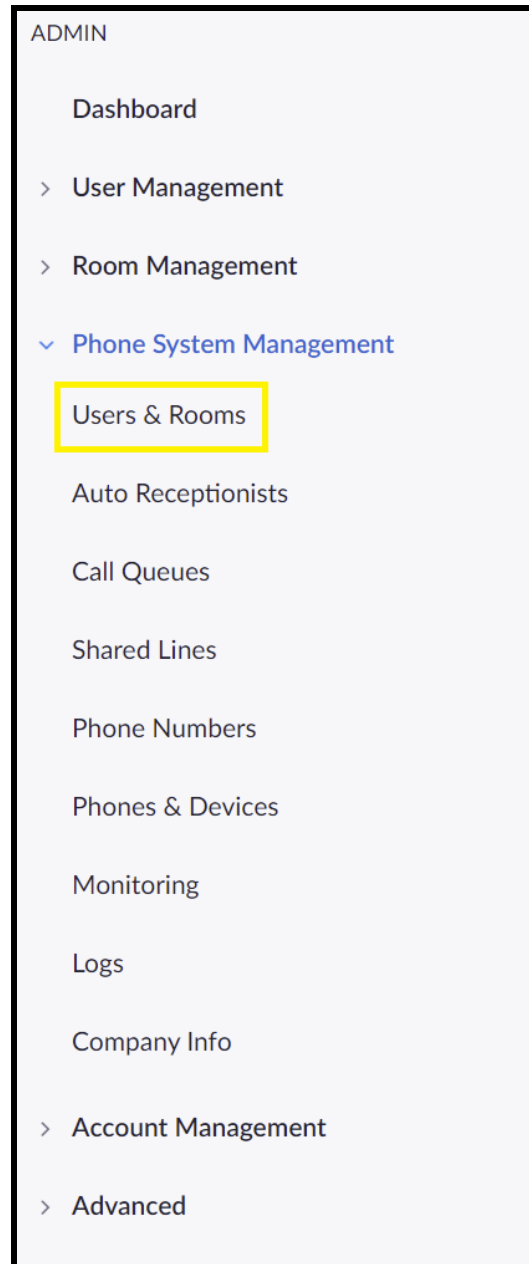 ADMIN
Dashboard
User Management
Room Management
Phone System Management
Users & Rooms
Auto Receptionists
Call Queues
Shared Lines
Phone Numbers
Phones & Devices
Monitoring
Logs
Company Info
Account Management
Advanced